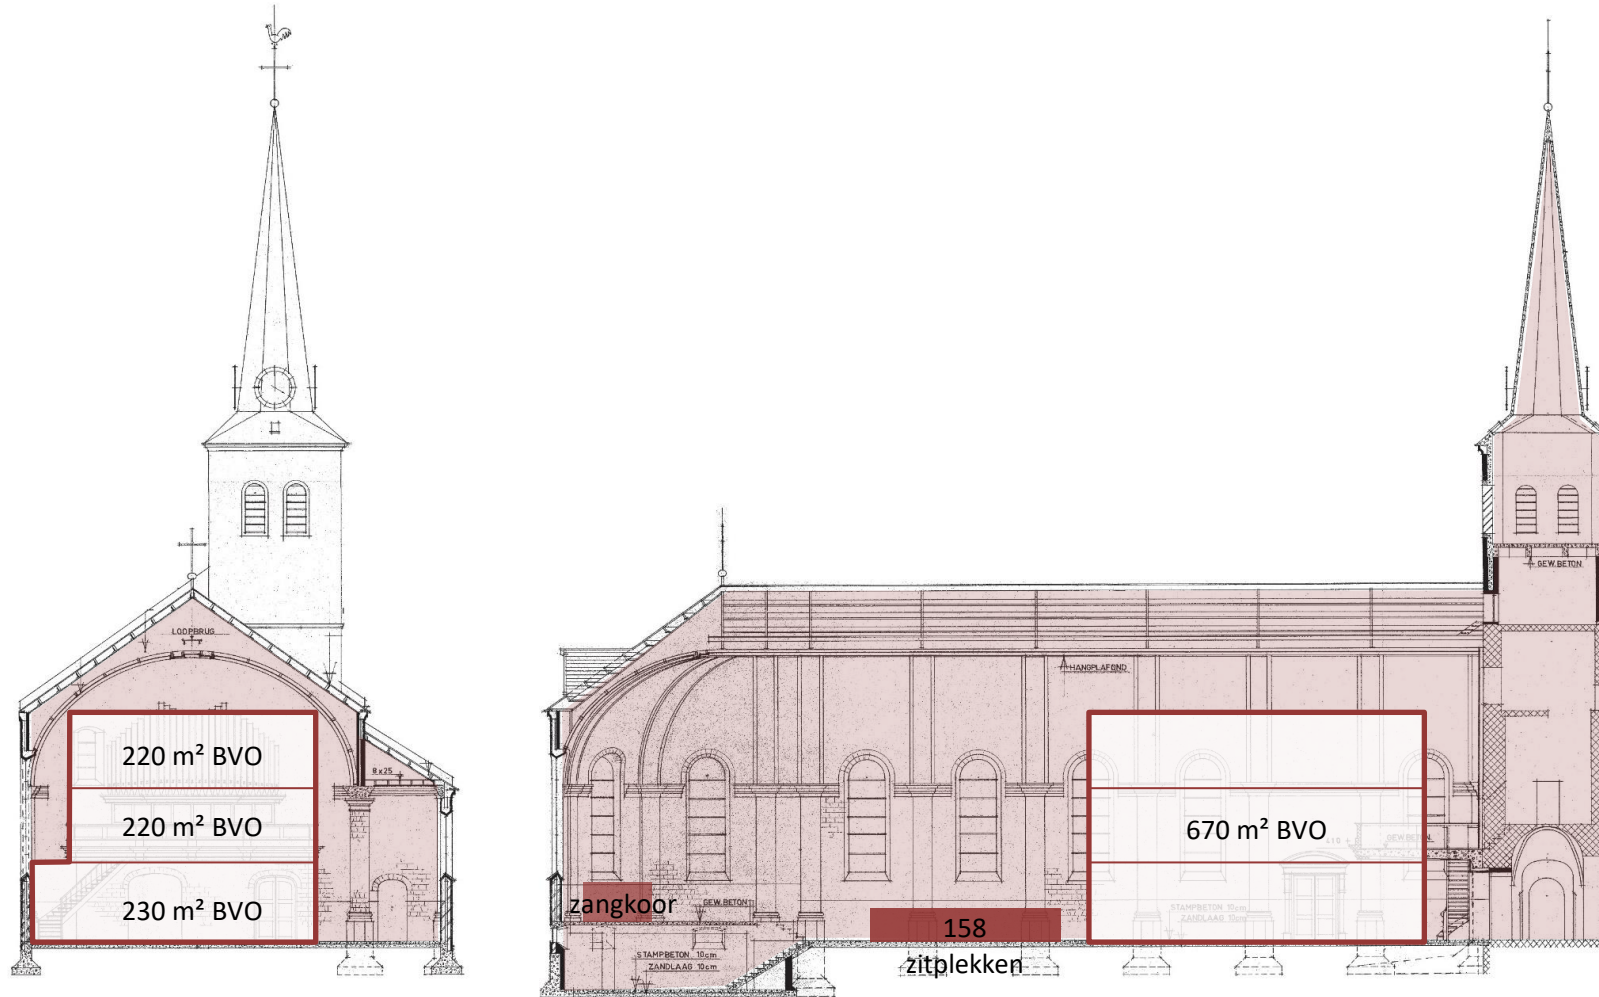 LOOPBRUG
8x25
220 m² BVO
220 m² BVO
230 m² BVO
GEW. BETON
HANGPLAFOND
670 m² BVO
GEW. BETON
zangkoor
GEW. BETON
STAMPBETON 10cm
ZANDLAAG 10cm
158
zitplekken
STAMPBETON 10cm
ZANDLAAG 10cm